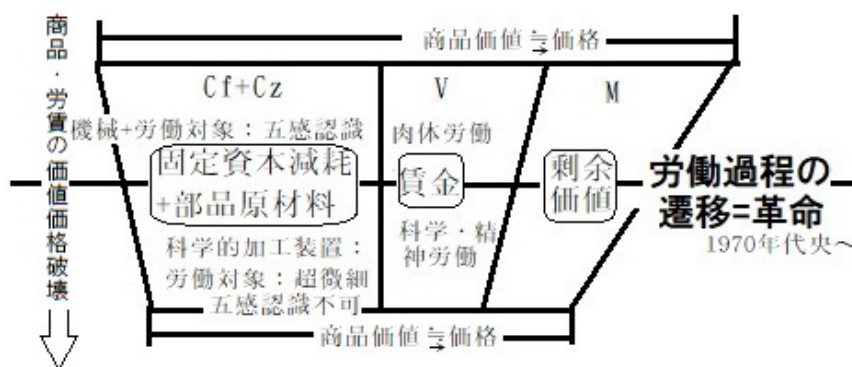 商品・労賃の価値価格破壊
商品価値≒価格
Cf+Cz
V
M
機械+労働対象：五感認識
肉体労働
固定資本減耗
+部品原材料
賃金
剰余
価値
労働過程の
遷移=革命
1970年代央～
科学的加工装置：
労働対象：超微細
五感認識不可
科学・精
神労働
商品価値≒価格